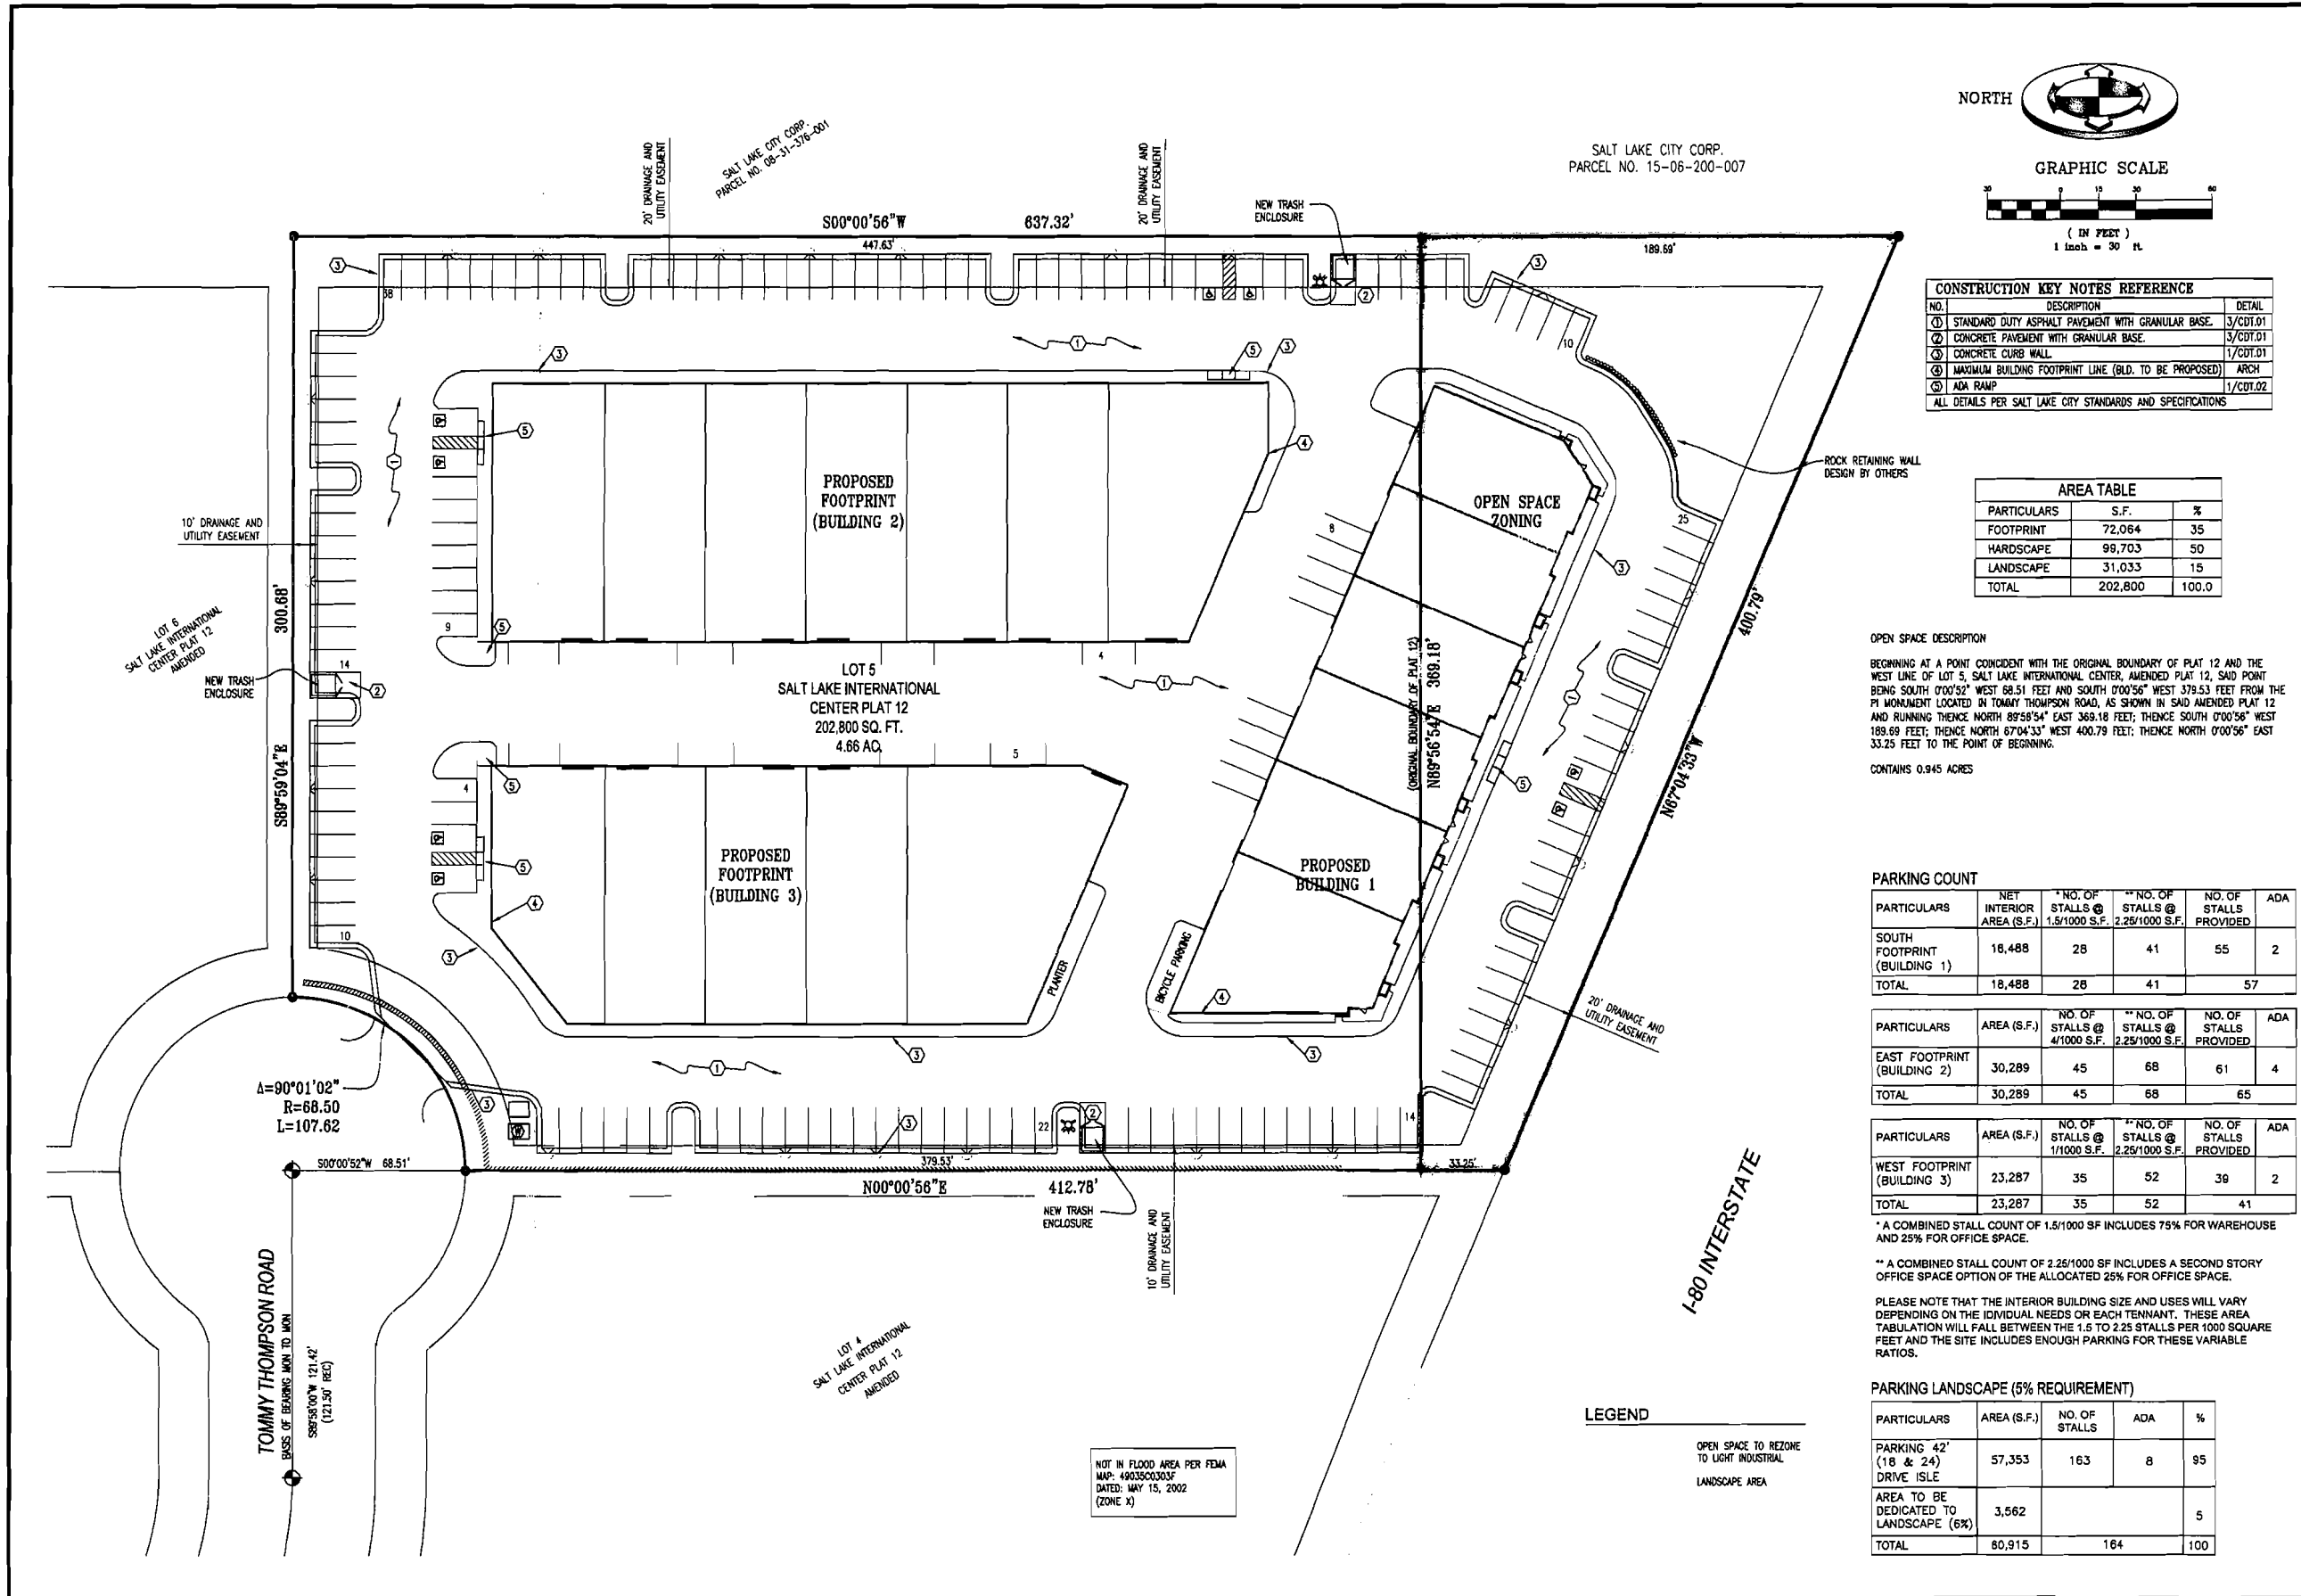 NORTH
GRAPHIC SCALE
30 0 15 30 60
( IN FEET )
1 inch = 30 ft.
SALT LAKE CITY CORP.
PARCEL NO. 08-31-376-001
SALT LAKE CITY CORP.
PARCEL NO. 15-06-200-007
20' DRAINAGE AND
UTILITY EASEMENT
20' DRAINAGE AND
UTILITY EASEMENT
NEW TRASH
ENCLOSURE
S00°00'56"W 637.32'
447.63'
189.69'
CONSTRUCTION KEY NOTES REFERENCE
NO. DESCRIPTION DETAIL
1 STANDARD DUTY ASPHALT PAVEMENT WITH GRANULAR BASE. 3/CDT.01
2 CONCRETE PAVEMENT WITH GRANULAR BASE. 3/CDT.01
3 CONCRETE CURB WALL 1/CDT.01
4 MAXIMUM BUILDING FOOTPRINT LINE (BLD. TO BE PROPOSED) ARCH
5 ADA RAMP 1/CDT.02
ALL DETAILS PER SALT LAKE CITY STANDARDS AND SPECIFICATIONS
38
10
ROCK RETAINING WALL
DESIGN BY OTHERS
25
8
PROPOSED
FOOTPRINT
(BUILDING 2)
OPEN SPACE
ZONING
10' DRAINAGE AND
UTILITY EASEMENT
300.68'
S89°59'04"E
LOT 6
SALT LAKE INTERNATIONAL
CENTER PLAT 12
AMENDED
NEW TRASH
ENCLOSURE
14
9
4
LOT 5
SALT LAKE INTERNATIONAL
CENTER PLAT 12
202,800 SQ. FT.
4.66 AC.
5
4
(ORIGINAL BOUNDARY OF PLAT 12)
N89°56'54"E 369.18'
400.79'
N67°04'33"W
PROPOSED
FOOTPRINT
(BUILDING 3)
PROPOSED
BUILDING 1
BICYCLE PARKING
PLANTER
10
20' DRAINAGE AND
UTILITY EASEMENT
Δ=90°01'02"
R=68.50
L=107.62
W
22
14
S00°00'52"W 68.51'
379.53'
33.25'
N00°00'56"E 412.78'
NEW TRASH
ENCLOSURE
10' DRAINAGE AND
UTILITY EASEMENT
I-80 INTERSTATE
TOMMY THOMPSON ROAD
BASIS OF BEARING MON TO MON
S89°58'00"W 121.42'
(121.50' REC)
LOT 4
SALT LAKE INTERNATIONAL
CENTER PLAT 12
AMENDED
NOT IN FLOOD AREA PER FEMA
MAP: 49035C0303F
DATED: MAY 15, 2002
(ZONE X)
LEGEND
OPEN SPACE TO REZONE
TO LIGHT INDUSTRIAL
LANDSCAPE AREA
AREA TABLE
PARTICULARS S.F. %
FOOTPRINT 72,064 35
HARDSCAPE 99,703 50
LANDSCAPE 31,033 15
TOTAL 202,800 100.0
OPEN SPACE DESCRIPTION
BEGINNING AT A POINT COINCIDENT WITH THE ORIGINAL BOUNDARY OF PLAT 12 AND THE
WEST LINE OF LOT 5, SALT LAKE INTERNATIONAL CENTER, AMENDED PLAT 12, SAID POINT
BEING SOUTH 0°00'52" WEST 68.51 FEET AND SOUTH 0°00'56" WEST 379.53 FEET FROM THE
PI MONUMENT LOCATED IN TOMMY THOMPSON ROAD, AS SHOWN IN SAID AMENDED PLAT 12
AND RUNNING THENCE NORTH 89°56'54" EAST 369.18 FEET; THENCE SOUTH 0°00'56" WEST
189.69 FEET; THENCE NORTH 67°04'33" WEST 400.79 FEET; THENCE NORTH 0°00'56" EAST
33.25 FEET TO THE POINT OF BEGINNING.
CONTAINS 0.945 ACRES
PARKING COUNT
PARTICULARS NET INTERIOR AREA (S.F.) * NO. OF STALLS @ 1.5/1000 S.F. ** NO. OF STALLS @ 2.25/1000 S.F. NO. OF STALLS PROVIDED ADA
SOUTH FOOTPRINT (BUILDING 1) 18,488 28 41 55 2
TOTAL 18,488 28 41 57
PARTICULARS AREA (S.F.) NO. OF STALLS @ 4/1000 S.F. ** NO. OF STALLS @ 2.25/1000 S.F. NO. OF STALLS PROVIDED ADA
EAST FOOTPRINT (BUILDING 2) 30,289 45 68 61 4
TOTAL 30,289 45 68 65
PARTICULARS AREA (S.F.) NO. OF STALLS @ 1/1000 S.F. ** NO. OF STALLS @ 2.25/1000 S.F. NO. OF STALLS PROVIDED ADA
WEST FOOTPRINT (BUILDING 3) 23,287 35 52 39 2
TOTAL 23,287 35 52 41
* A COMBINED STALL COUNT OF 1.5/1000 SF INCLUDES 75% FOR WAREHOUSE
AND 25% FOR OFFICE SPACE.
** A COMBINED STALL COUNT OF 2.25/1000 SF INCLUDES A SECOND STORY
OFFICE SPACE OPTION OF THE ALLOCATED 25% FOR OFFICE SPACE.
PLEASE NOTE THAT THE INTERIOR BUILDING SIZE AND USES WILL VARY
DEPENDING ON THE IDIVIDUAL NEEDS OR EACH TENNANT. THESE AREA
TABULATION WILL FALL BETWEEN THE 1.5 TO 2.25 STALLS PER 1000 SQUARE
FEET AND THE SITE INCLUDES ENOUGH PARKING FOR THESE VARIABLE
RATIOS.
PARKING LANDSCAPE (5% REQUIREMENT)
PARTICULARS AREA (S.F.) NO. OF STALLS ADA %
PARKING 42' (18 & 24) DRIVE ISLE 57,353 163 8 95
AREA TO BE DEDICATED TO LANDSCAPE (6%) 3,562 5
TOTAL 60,915 164 100